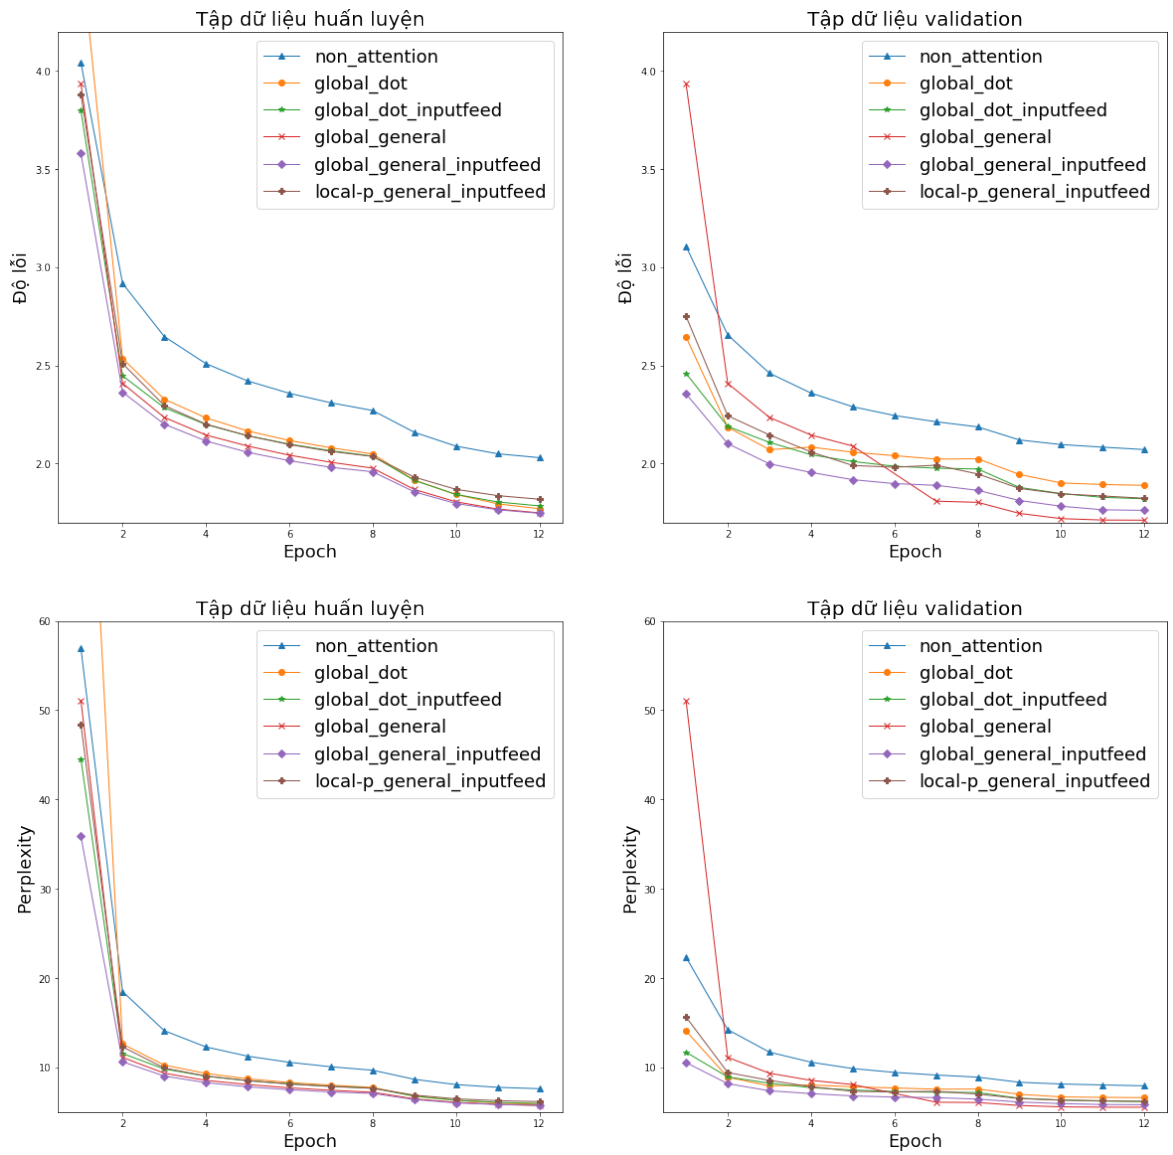 Tập dữ liệu huấn luyện
4.0
3.5
3.0
2.5
2.0
Độ lỗi
2 4 6 8 10 12
Epoch
non_attention
global_dot
global_dot_inputfeed
global_general
global_general_inputfeed
local-p_general_inputfeed
Tập dữ liệu validation
4.0
3.5
3.0
2.5
2.0
Độ lỗi
2 4 6 8 10 12
Epoch
non_attention
global_dot
global_dot_inputfeed
global_general
global_general_inputfeed
local-p_general_inputfeed
Tập dữ liệu huấn luyện
60
50
40
30
20
10
Perplexity
2 4 6 8 10 12
Epoch
non_attention
global_dot
global_dot_inputfeed
global_general
global_general_inputfeed
local-p_general_inputfeed
Tập dữ liệu validation
60
50
40
30
20
10
Perplexity
2 4 6 8 10 12
Epoch
non_attention
global_dot
global_dot_inputfeed
global_general
global_general_inputfeed
local-p_general_inputfeed